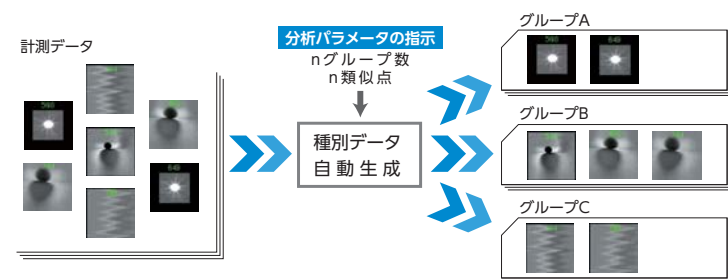 計測データ
分析パラメータの指示
nグループ数
n類似点
種別データ
自動生成
グループA
グループB
グループC